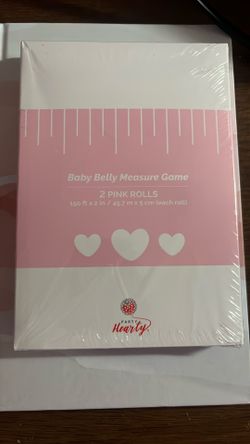 Baby Belly Measure Game
2 PINK ROLLS
150 ft x 2 in / 45.7 m x 5 cm (each roll)
PARTY
Hearty